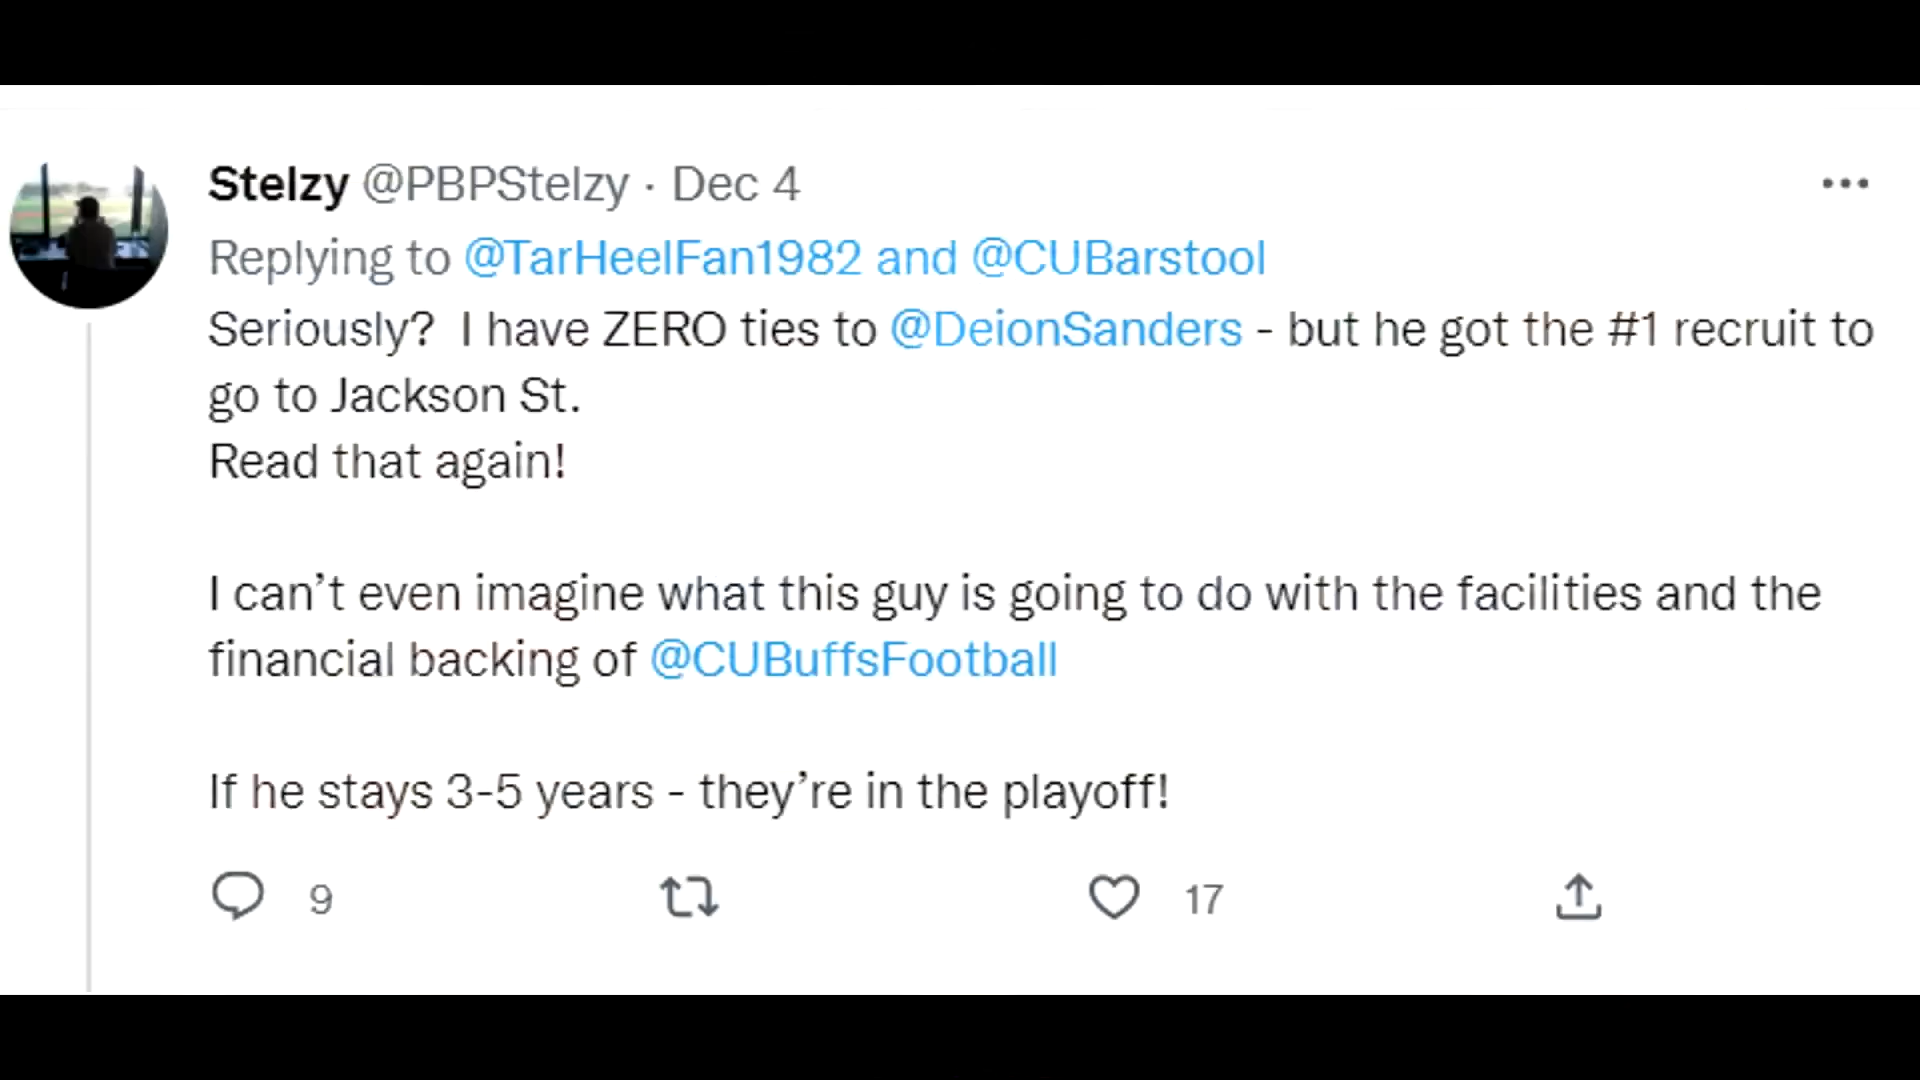 Stelzy @PBPStelzy · Dec 4
Replying to @TarHeelFan1982 and @CUBarstool
Seriously? I have ZERO ties to @DeionSanders - but he got the #1 recruit to
go to Jackson St.
Read that again!
I can’t even imagine what this guy is going to do with the facilities and the
financial backing of @CUBuffsFootball
If he stays 3-5 years - they’re in the playoff!
9 17